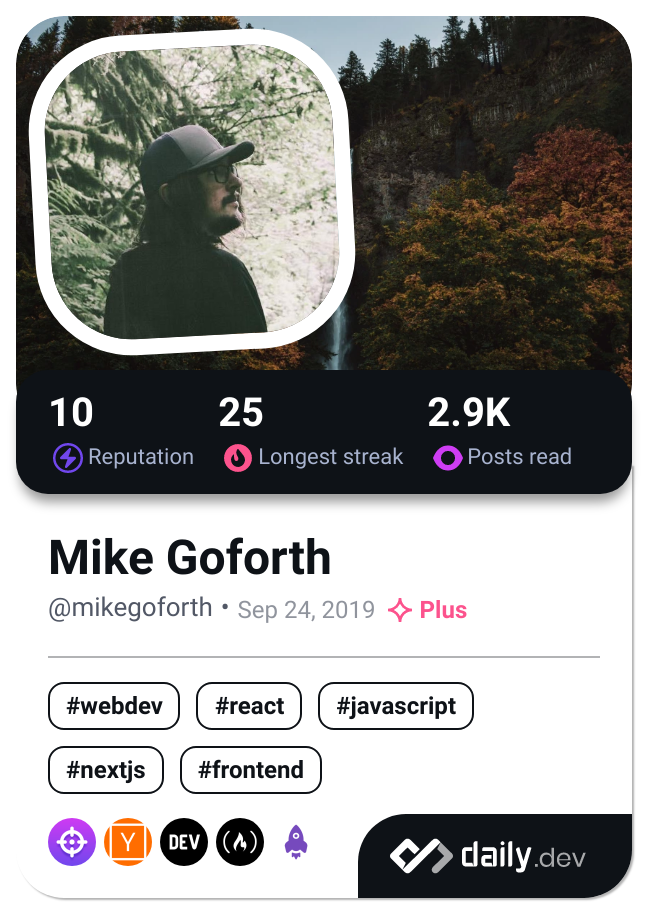 10 25 2.9K
Reputation Longest streak Posts read
Mike Goforth
@mikegoforth • Sep 24, 2019 Plus
#webdev #react #javascript
#nextjs #frontend
Y DEV
daily.dev